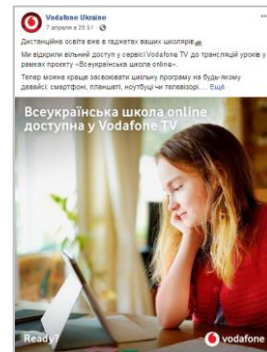 Vodafone Ukraine
7 апреля в 20:51 ·
Дистанційна освіта вже в гаджетах ваших школярів
Ми відкрили вільний доступ у сервісі Vodafone TV до трансляцій уроків у
рамках проєкту «Всеукраїнська школа online».
Тепер можна краще засвоювати шкільну програму на будь-якому
девайсі: смартфоні, планшеті, ноутбуці чи телевізорі.... Ещё
Всеукраїнська школа online
доступна у Vodafone TV
Ready?
vodafone